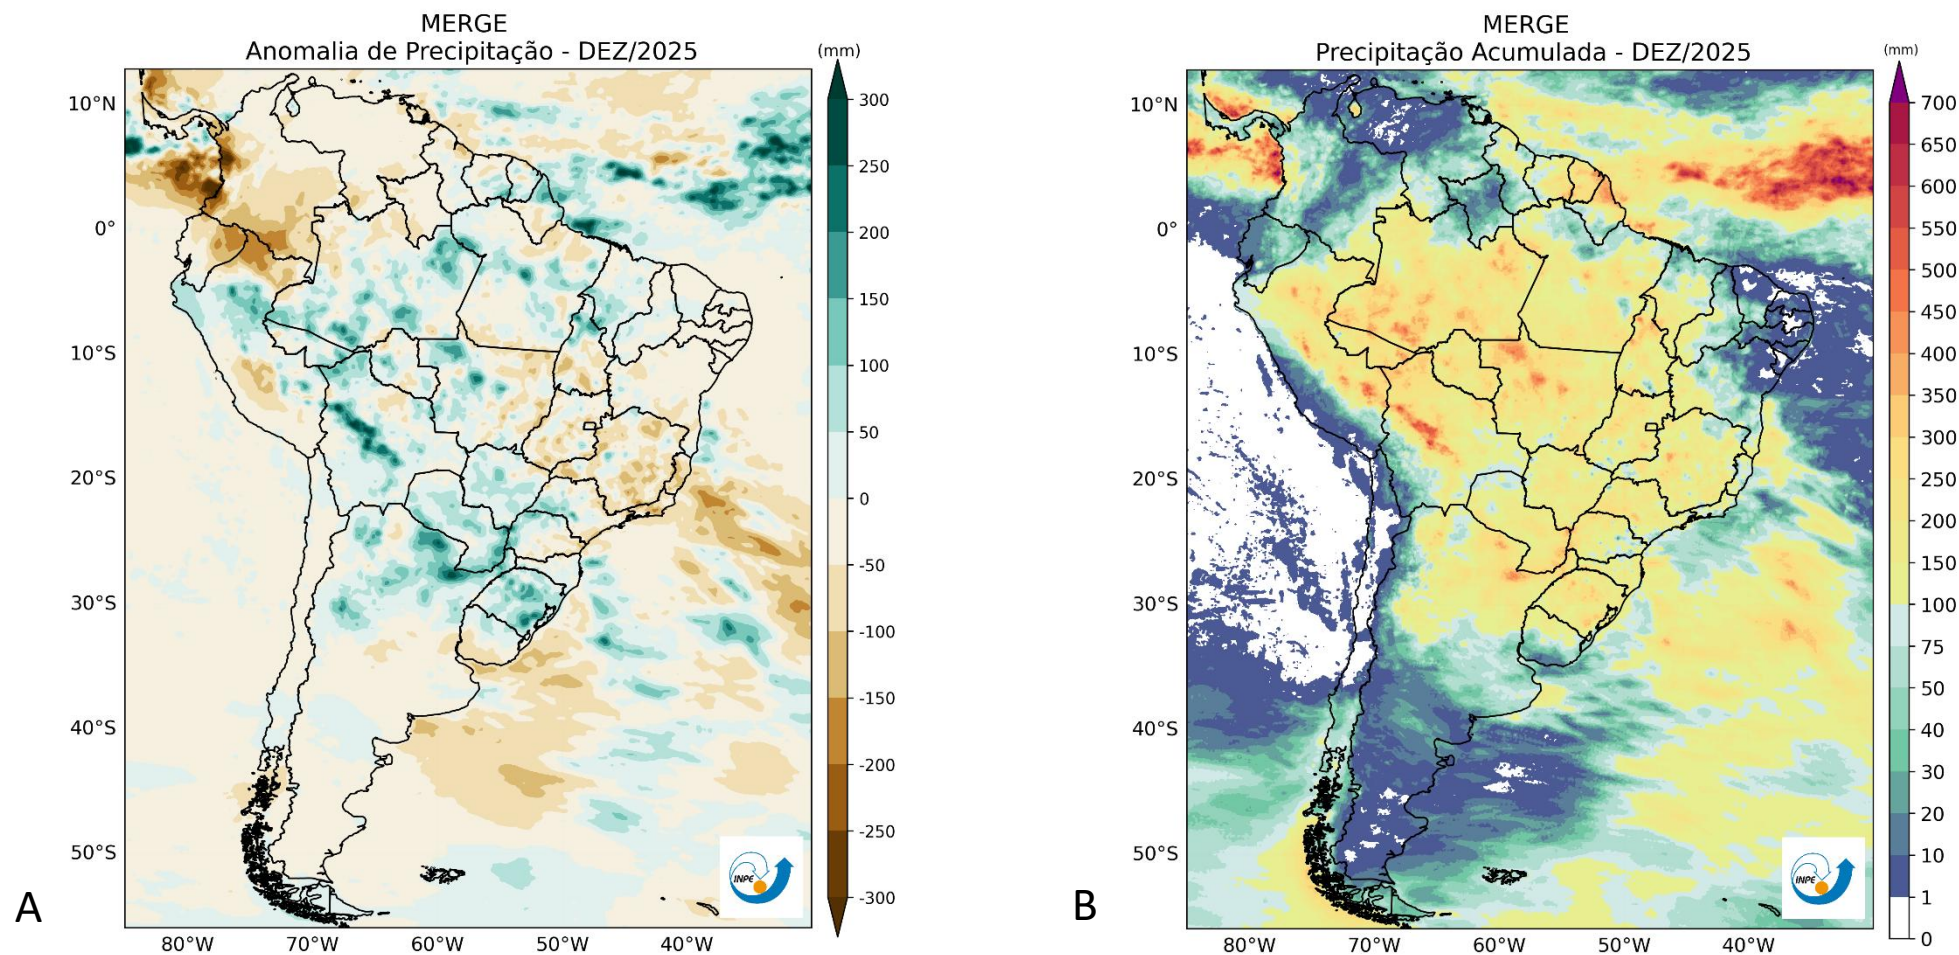 MERGE
Anomalia de Precipitação - DEZ/2025
(mm)
10°N
0°
10°S
20°S
30°S
40°S
50°S
80°W
70°W
60°W
50°W
40°W
300
250
200
150
100
50
0
-50
-100
-150
-200
-250
-300
INPE
A
MERGE
Precipitação Acumulada - DEZ/2025
(mm)
10°N
0°
10°S
20°S
30°S
40°S
50°S
80°W
70°W
60°W
50°W
40°W
700
650
600
550
500
450
400
350
300
250
200
150
100
75
50
40
30
20
10
1
0
INPE
B